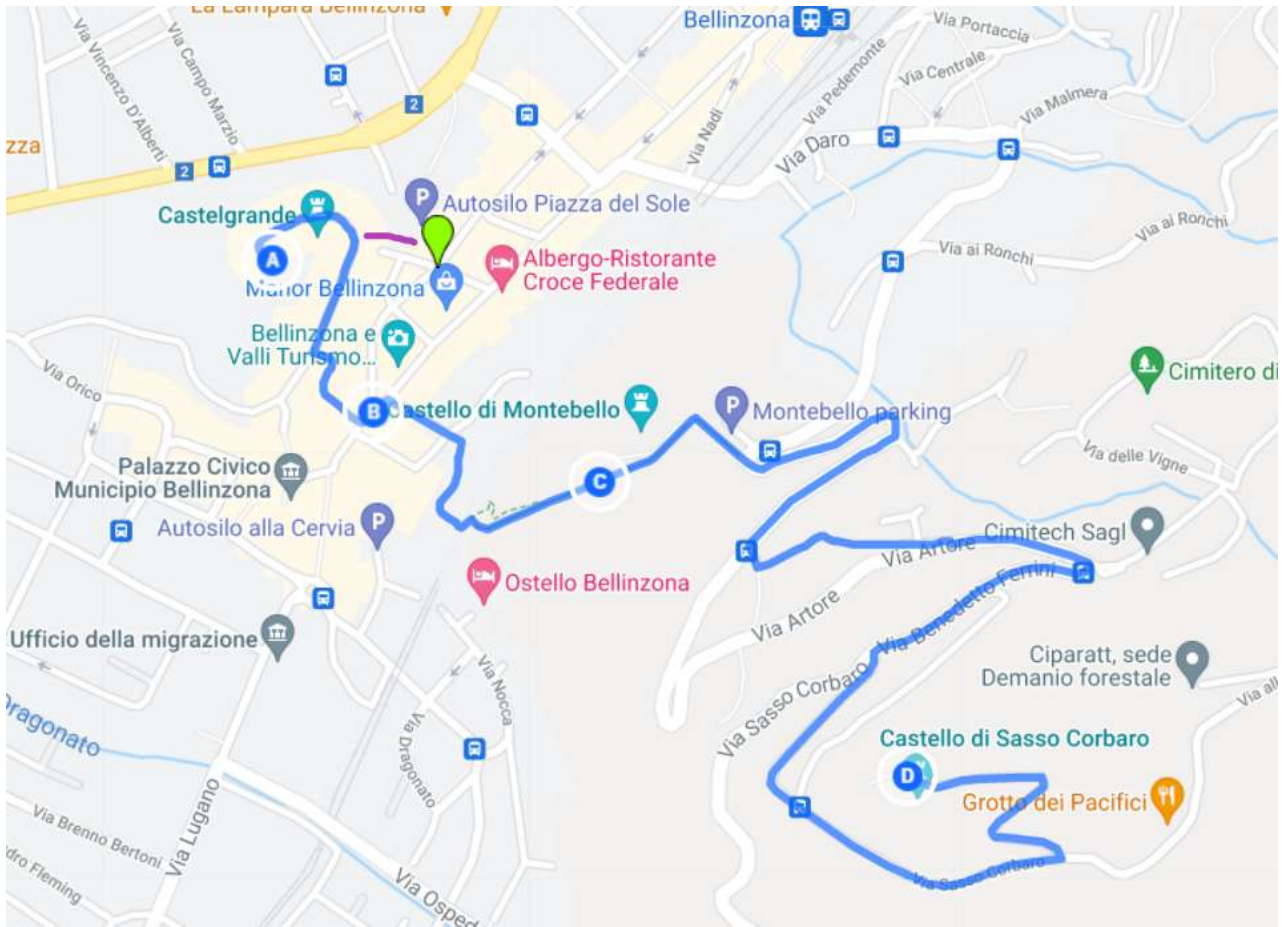 La Lampara Bellinzona
Bellinzona
Via Portaccia
Via Vincenzo D'Alberti
Via Campo Marzio
Via Centrale
Via Pedemonte
Via Malmera
2
2
Via Nadi
Via Daro
zza
Castelgrande
Autosilo Piazza del Sole
Via ai Ronchi
Via ai Ronchi
A
Albergo-Ristorante
Croce Federale
Manor Bellinzona
Bellinzona e
Valli Turismo...
Via Orico
Cimitero di
B
Castello di Montebello
Montebello parking
Via delle Vigne
Palazzo Civico
Municipio Bellinzona
C
Autosilo alla Cervia
Cimitech Sagl
Via Artore
Ostello Bellinzona
Via Benedetto Ferrini
Via Artore
Ufficio della migrazione
Ciparatt, sede
Demanio forestale
Via Nocca
Via Sasso Corbaro
Via all
Dragonato
Via Dragonato
Castello di Sasso Corbaro
D
Grotto dei Pacifici
Via Lugano
Via Brenno Bertoni
dro Fleming
Via Osped
Via Sasso Corbaro
P
P
P